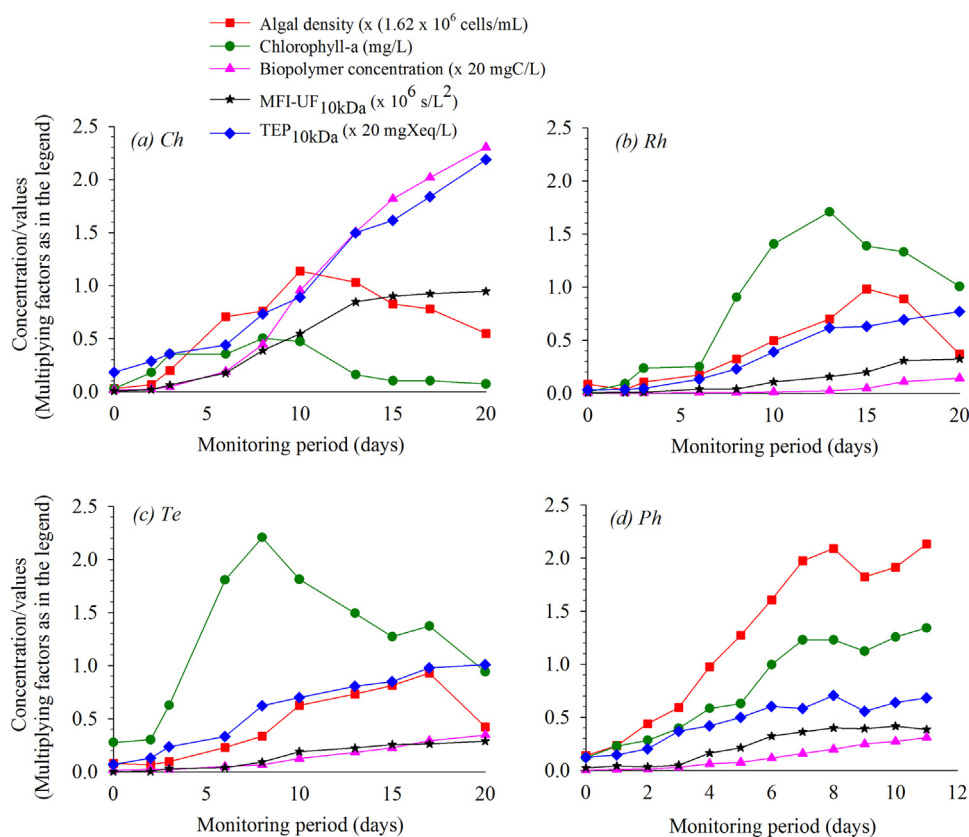 Algal density (x (1.62 x 10⁶ cells/mL)
Chlorophyll-a (mg/L)
Biopolymer concentration (x 20 mgC/L)
MFI-UF₁₀ₖDₐ (x 10⁶ s/L²)
TEP₁₀ₖDₐ (x 20 mgXeq/L)
(a) Ch
2.5
2.0
1.5
1.0
0.5
0.0
0 5 10 15 20
Monitoring period (days)
Concentration/values
(Multiplying factors as in the legend)
(b) Rh
2.5
2.0
1.5
1.0
0.5
0.0
0 5 10 15 20
Monitoring period (days)
(c) Te
2.5
2.0
1.5
1.0
0.5
0.0
0 5 10 15 20
Monitoring period (days)
Concentration/values
(Multiplying factors as in the legend)
(d) Ph
2.5
2.0
1.5
1.0
0.5
0.0
0 2 4 6 8 10 12
Monitoring period (days)